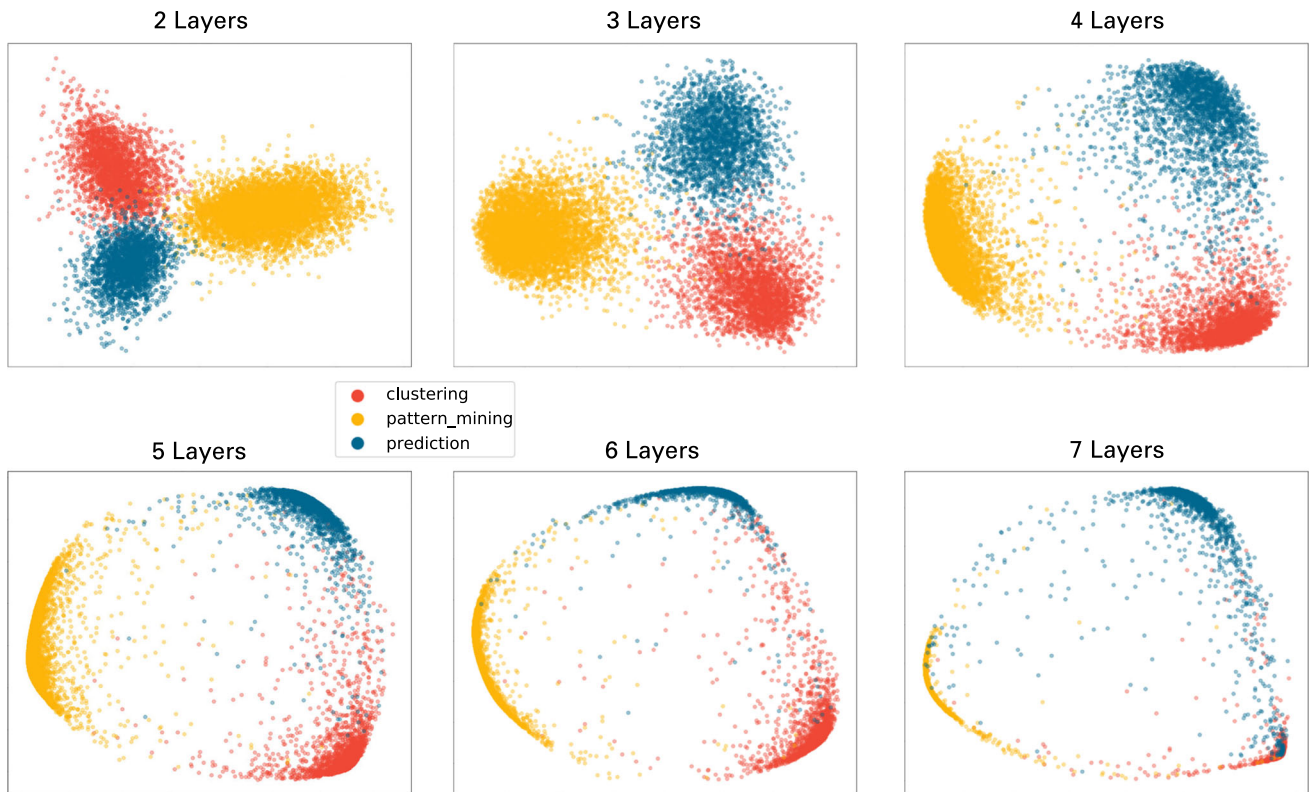 2 Layers
3 Layers
4 Layers
clustering
pattern_mining
prediction
5 Layers
6 Layers
7 Layers